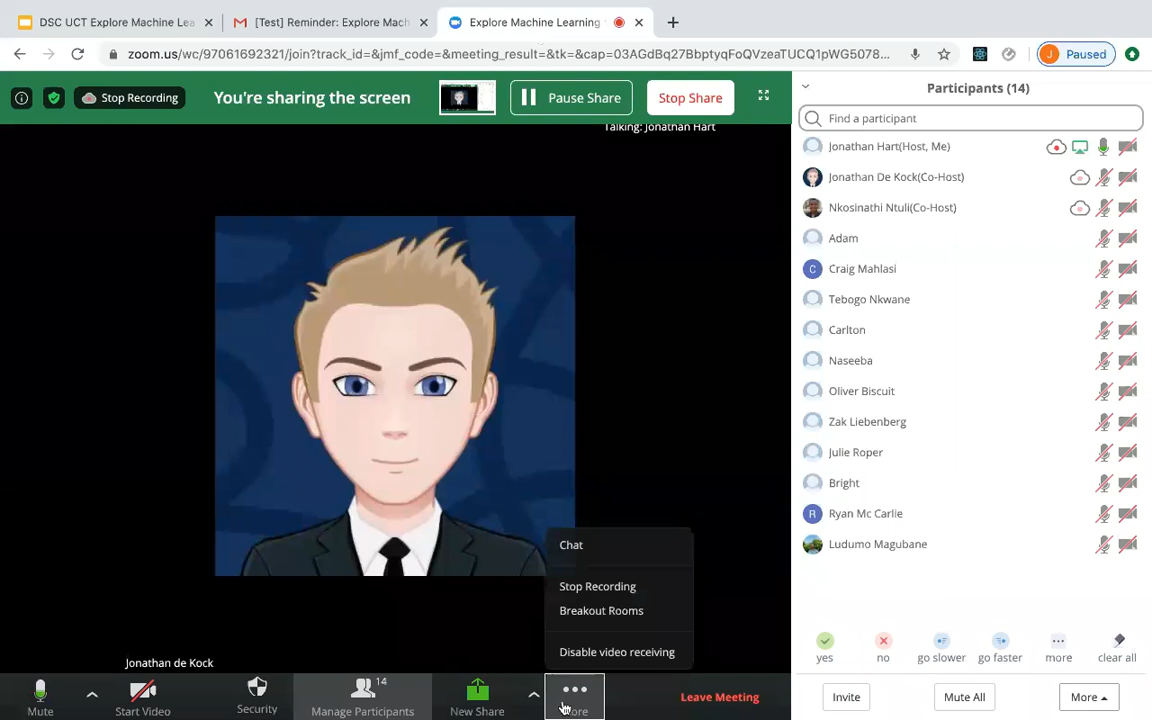 DSC UCT Explore Machine Lea
[Test] Reminder: Explore Mach
Explore Machine Learning
zoom.us/wc/97061692321/join?track_id=&jmf_code=&meeting_result=&tk=&cap=03AGdBq27BbptyqFoQVzeaTUCQ1pWG5078...
J Paused
Stop Recording
You're sharing the screen
Pause Share
Stop Share
Talking: Jonathan Hart
Participants (14)
Find a participant
Jonathan Hart(Host, Me)
Jonathan De Kock(Co-Host)
Nkosinathi Ntuli(Co-Host)
Adam
C Craig Mahlasi
Tebogo Nkwane
Carlton
Naseeba
Oliver Biscuit
Zak Liebenberg
Julie Roper
Bright
R Ryan Mc Carlie
Ludumo Magubane
Chat
Stop Recording
Breakout Rooms
Disable video receiving
Jonathan de Kock
yes
no
go slower
go faster
more
clear all
Mute
Start Video
Security
14
Manage Participants
New Share
More
Leave Meeting
Invite
Mute All
More